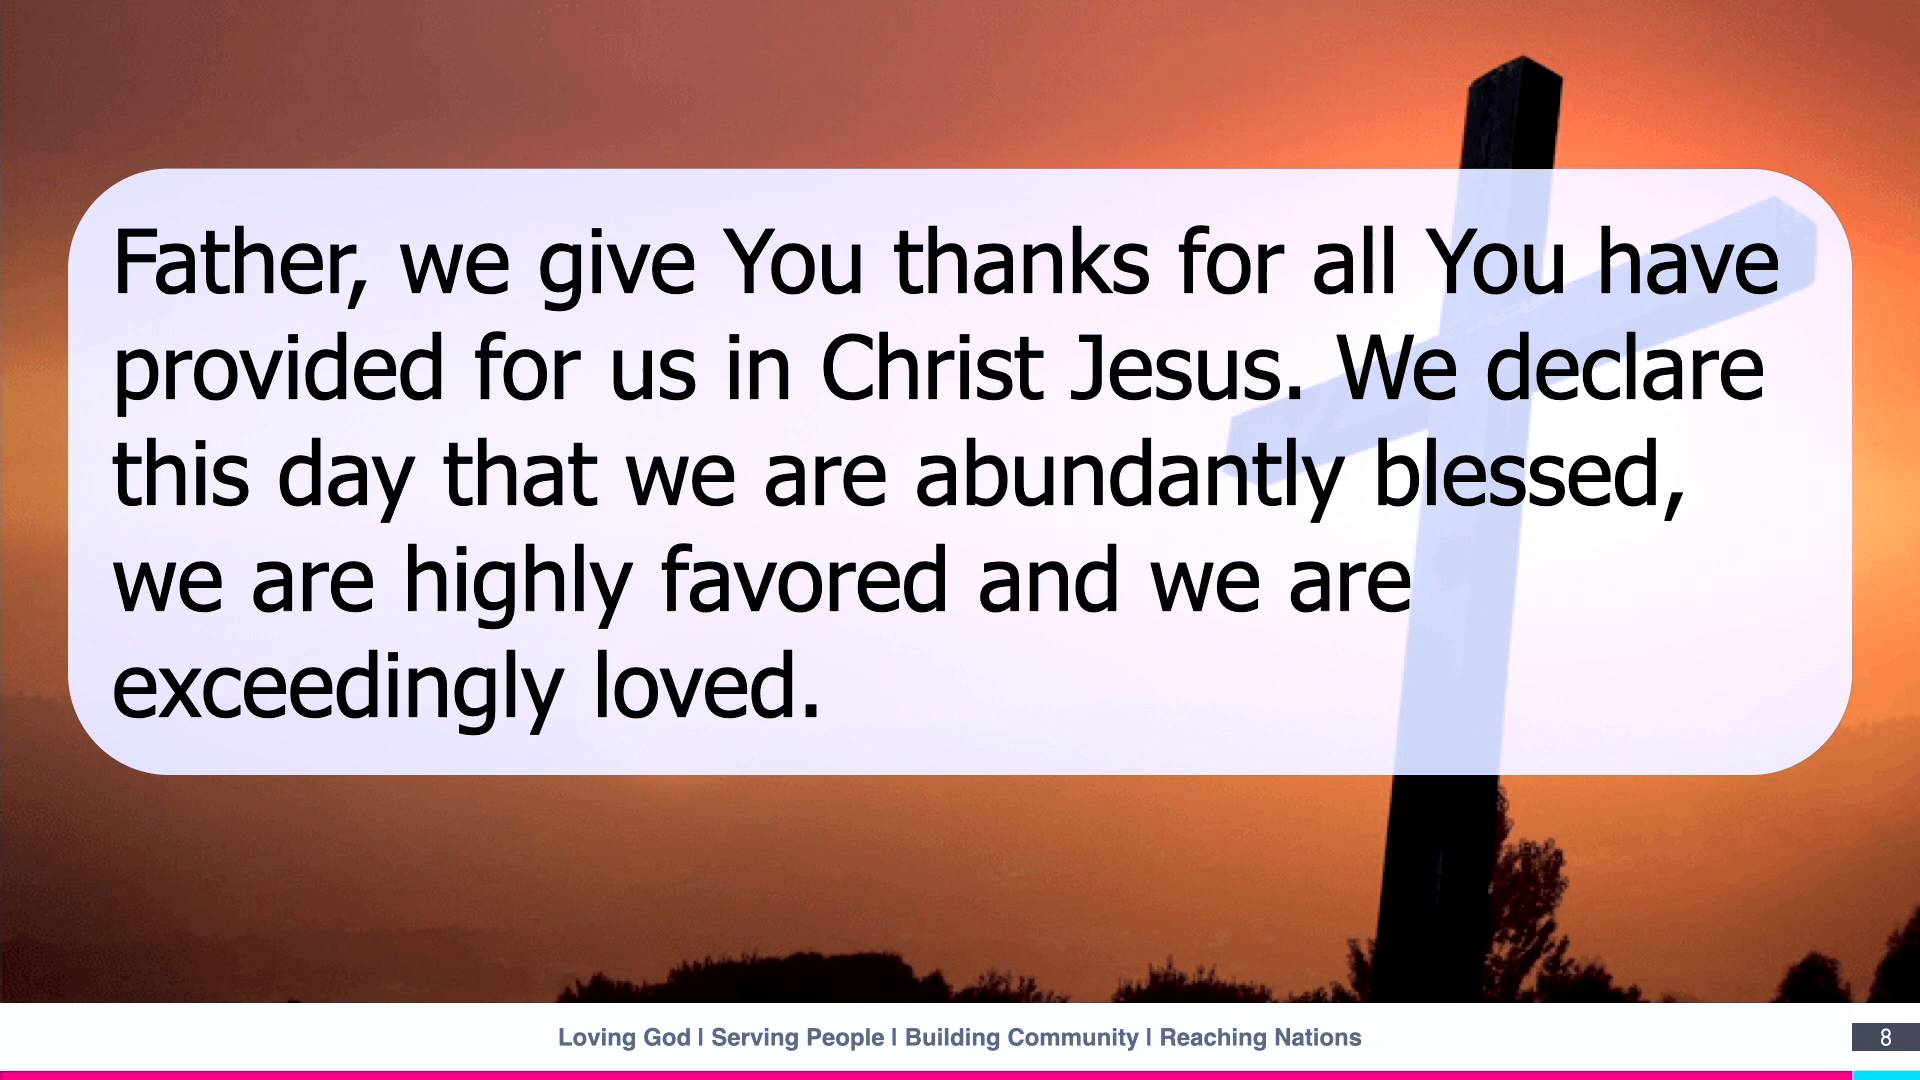 Father, we give You thanks for all You have
provided for us in Christ Jesus. We declare
this day that we are abundantly blessed,
we are highly favored and we are
exceedingly loved.
Loving God | Serving People | Building Community | Reaching Nations
8